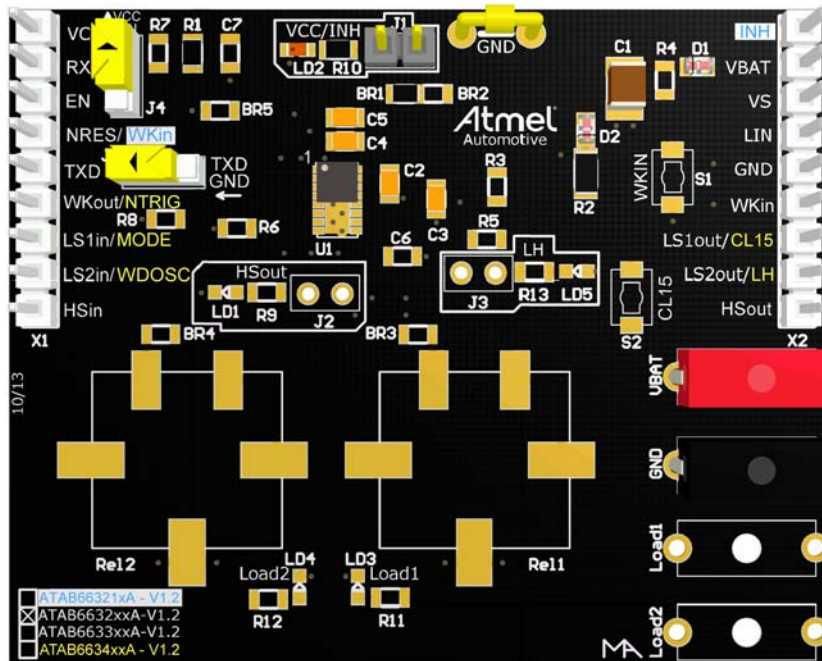 VCC
RX
EN
NRES/WKin
TXD
WKout/NTRIG
LS1in/MODE
LS2in/WDOSC
HSin
X1
J4
R7
R1
C7
VCC/INH
J1
LD2
R10
GND
BR5
BR1
BR2
C5
C4
1
U1
C2
C3
TXD
GND
R8
R6
Atmel
Automotive
R3
R5
C6
C1
R4
D1
D2
R2
WKIN
S1
INH
VBAT
VS
LIN
GND
WKin
LS1out/CL15
LS2out/LH
HSout
X2
HSout
LD1
R9
J2
LH
J3
R13
LD5
CL15
S2
BR4
BR3
10/13
VBAT
GND
Load1
Load2
Rel2
Rel1
Load2
LD4
R12
LD3
Load1
R11
ATAB66321xA - V1.2
ATAB6632xxA-V1.2
ATAB6633xxA-V1.2
ATAB6634xxA - V1.2
MA